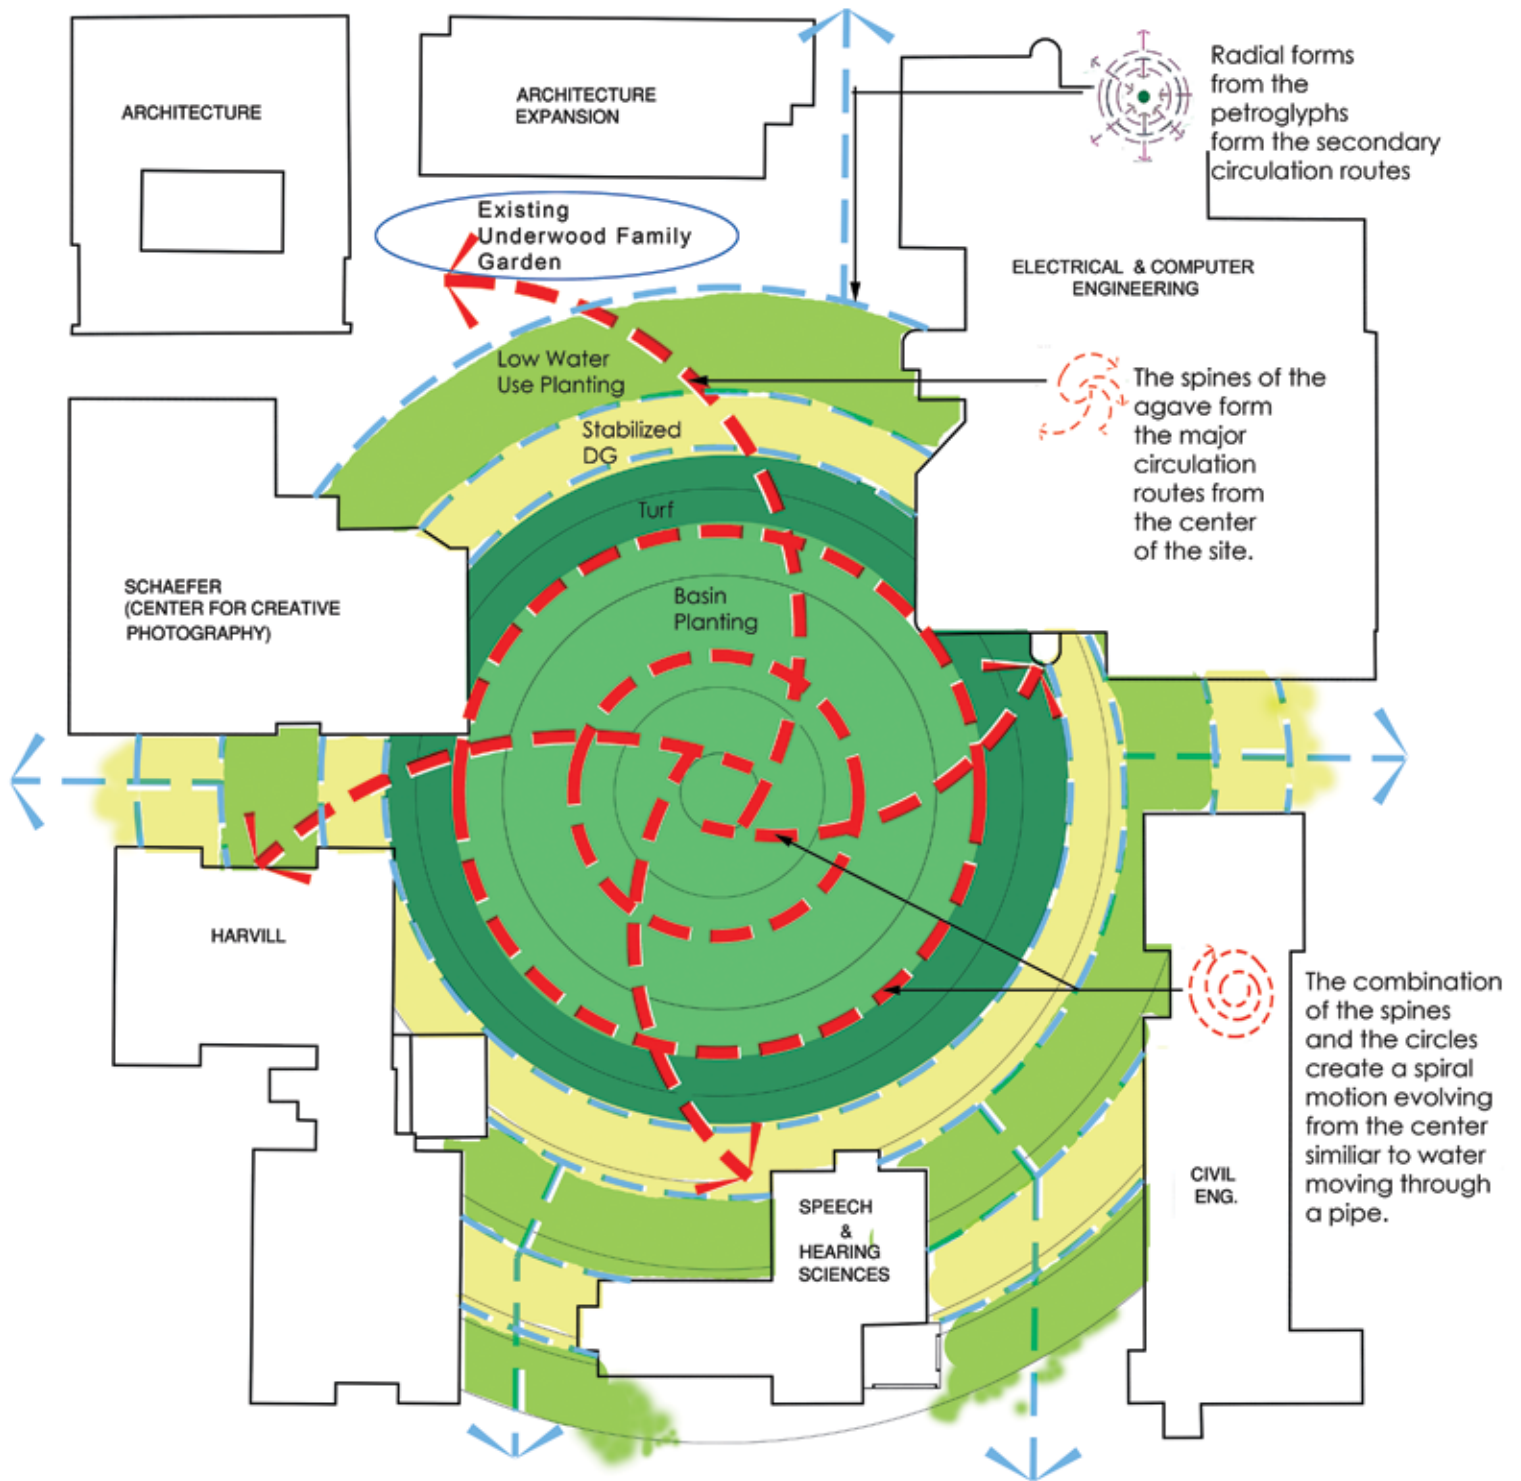 ARCHITECTURE
ARCHITECTURE
EXPANSION
Radial forms
from the
petroglyphs
form the secondary
circulation routes
Existing
Underwood Family
Garden
ELECTRICAL & COMPUTER
ENGINEERING
Low Water
Use Planting
The spines of the
agave form
the major
circulation
routes from
the center
of the site.
Stabilized
DG
Turf
SCHAEFER
(CENTER FOR CREATIVE
PHOTOGRAPHY)
Basin
Planting
HARVILL
The combination
of the spines
and the circles
create a spiral
motion evolving
from the center
similiar to water
moving through
a pipe.
CIVIL
ENG.
SPEECH
&
HEARING
SCIENCES